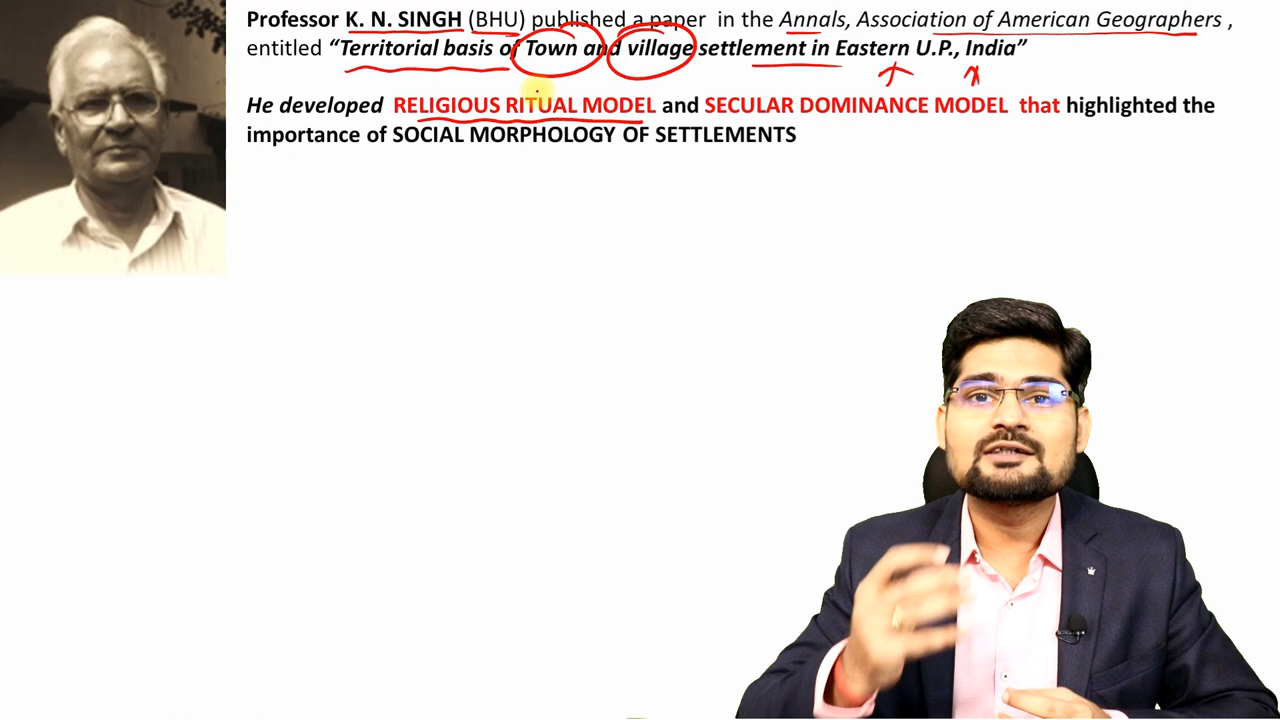 Professor K. N. SINGH (BHU) published a paper in the Annals, Association of American Geographers ,
entitled “Territorial basis of Town and village settlement in Eastern U.P., India”
He developed RELIGIOUS RITUAL MODEL and SECULAR DOMINANCE MODEL that highlighted the
importance of SOCIAL MORPHOLOGY OF SETTLEMENTS